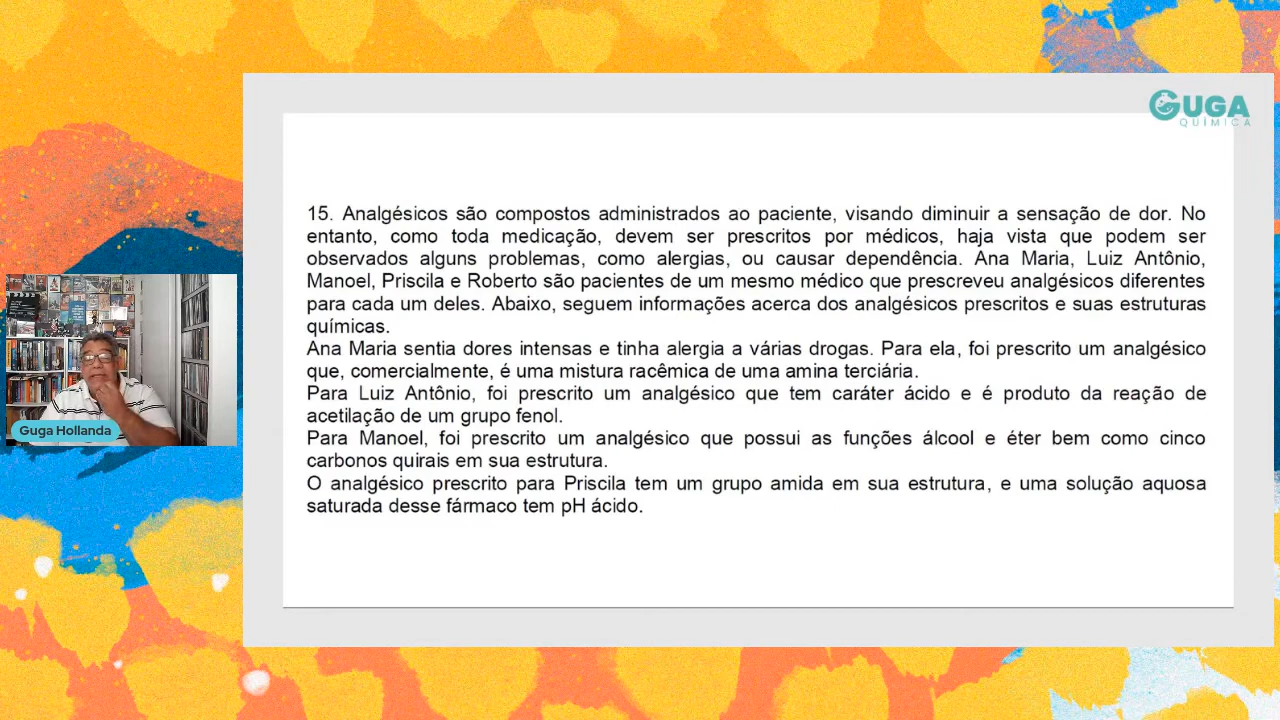 GUGA
QUÍMICA
15. Analgésicos são compostos administrados ao paciente, visando diminuir a sensação de dor. No
entanto, como toda medicação, devem ser prescritos por médicos, haja vista que podem ser
observados alguns problemas, como alergias, ou causar dependência. Ana Maria, Luiz Antônio,
Manoel, Priscila e Roberto são pacientes de um mesmo médico que prescreveu analgésicos diferentes
para cada um deles. Abaixo, seguem informações acerca dos analgésicos prescritos e suas estruturas
químicas.
Ana Maria sentia dores intensas e tinha alergia a várias drogas. Para ela, foi prescrito um analgésico
que, comercialmente, é uma mistura racêmica de uma amina terciária.
Para Luiz Antônio, foi prescrito um analgésico que tem caráter ácido e é produto da reação de
acetilação de um grupo fenol.
Para Manoel, foi prescrito um analgésico que possui as funções álcool e éter bem como cinco
carbonos quirais em sua estrutura.
O analgésico prescrito para Priscila tem um grupo amida em sua estrutura, e uma solução aquosa
saturada desse fármaco tem pH ácido.
Guga Hollanda